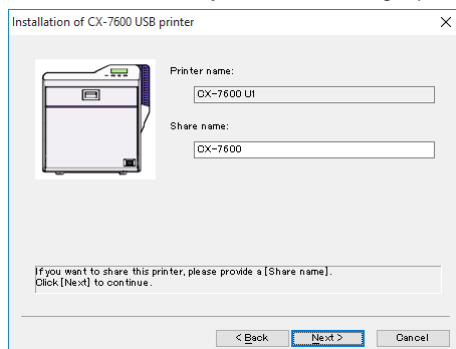 Installation of CX-7600 USB printer
Printer name:
CX-7600 U1
Share name:
CX-7600
If you want to share this printer, please provide a [Share name].
Click [Next] to continue.
< Back
Next >
Cancel